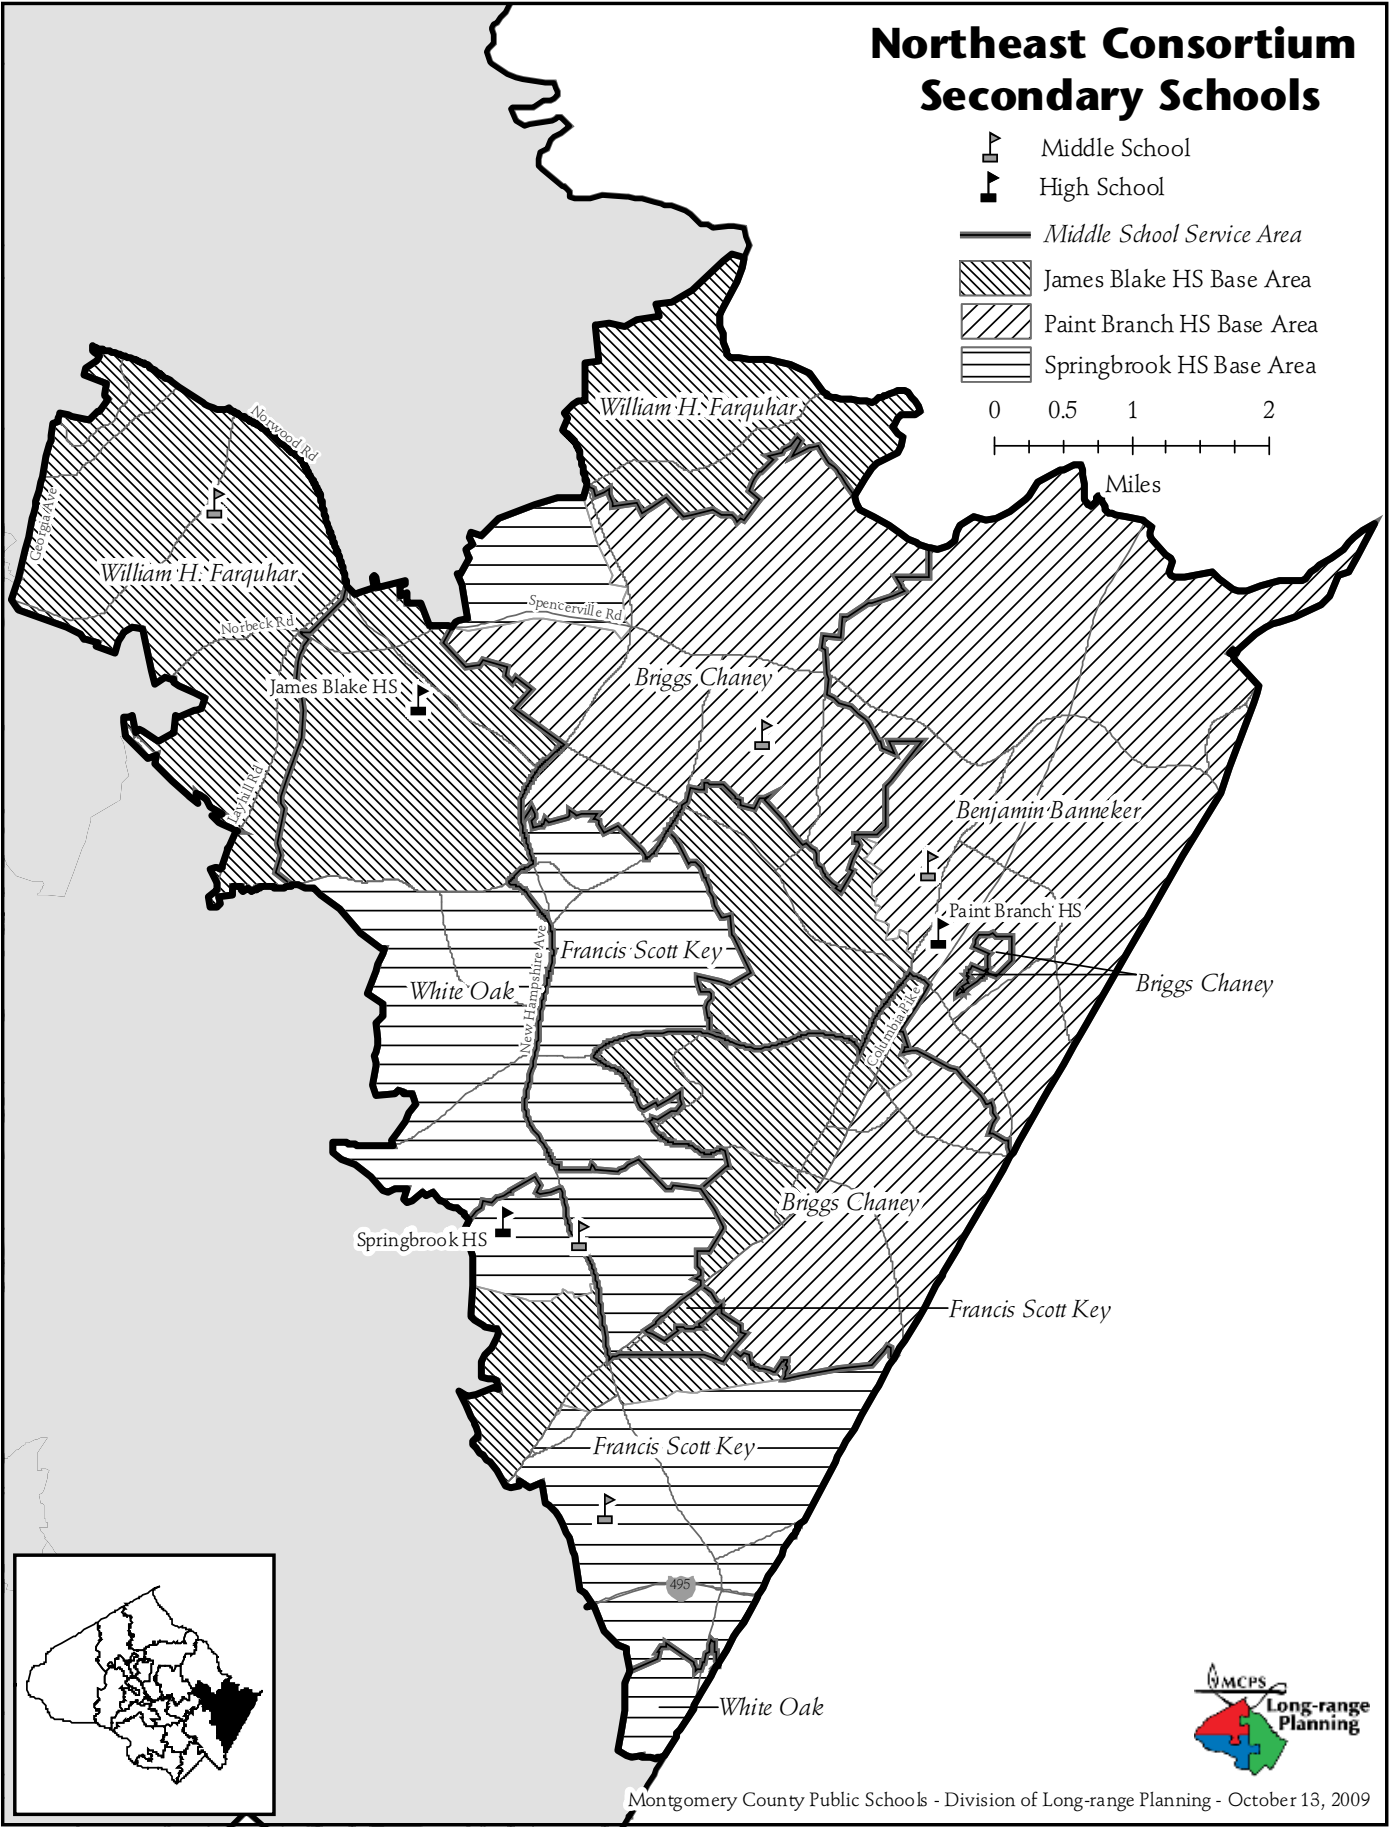 Northeast Consortium
Secondary Schools
Middle School
High School
Middle School Service Area
James Blake HS Base Area
Paint Branch HS Base Area
Springbrook HS Base Area
0 0.5 1 2
Miles
William H. Farquhar
Norwood Rd
Georgia Ave
William H. Farquhar
Spencerville Rd
Norbeck Rd
Briggs Chaney
James Blake HS
Layhill Rd
Benjamin Banneker
Paint Branch HS
Francis Scott Key
White Oak
New Hampshire Ave
Briggs Chaney
Columbia Pike
Briggs Chaney
Springbrook HS
Francis Scott Key
Francis Scott Key
495
White Oak
MCPS
Long-range
Planning
Montgomery County Public Schools - Division of Long-range Planning - October 13, 2009